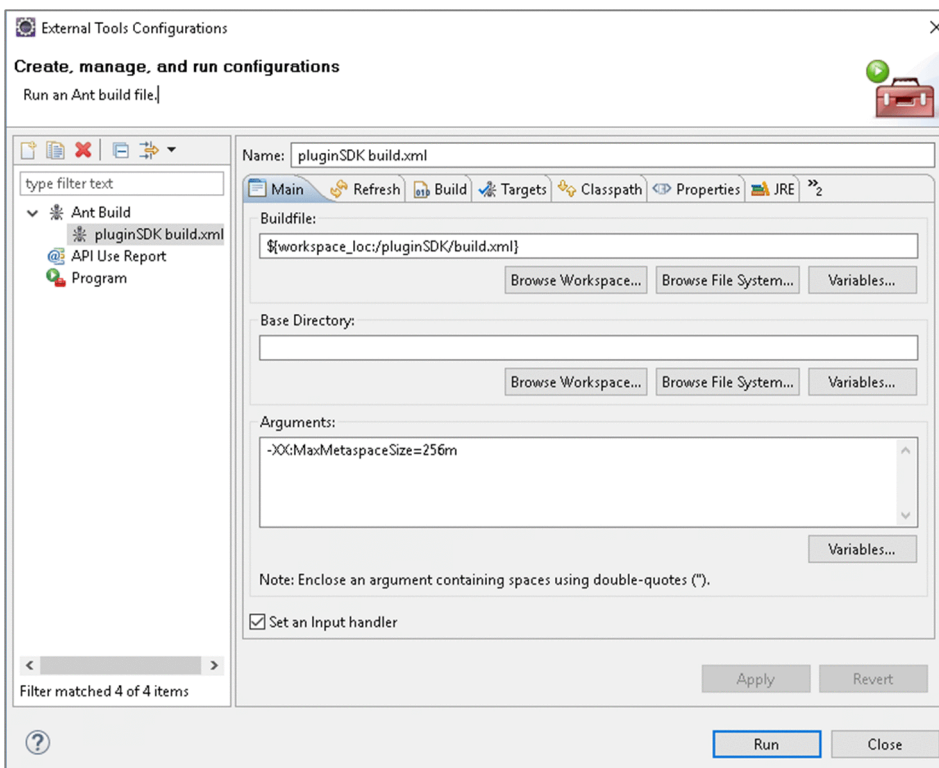 External Tools Configurations
Create, manage, and run configurations
Run an Ant build file.
Name: pluginSDK build.xml
type filter text
Ant Build
pluginSDK build.xml
API Use Report
Program
Filter matched 4 of 4 items
Main Refresh Build Targets Classpath Properties JRE »2
Buildfile:
${workspace_loc:/pluginSDK/build.xml}
Browse Workspace... Browse File System... Variables...
Base Directory:
Browse Workspace... Browse File System... Variables...
Arguments:
-XX:MaxMetaspaceSize=256m
Variables...
Note: Enclose an argument containing spaces using double-quotes (").
Set an Input handler
Apply Revert
Run Close